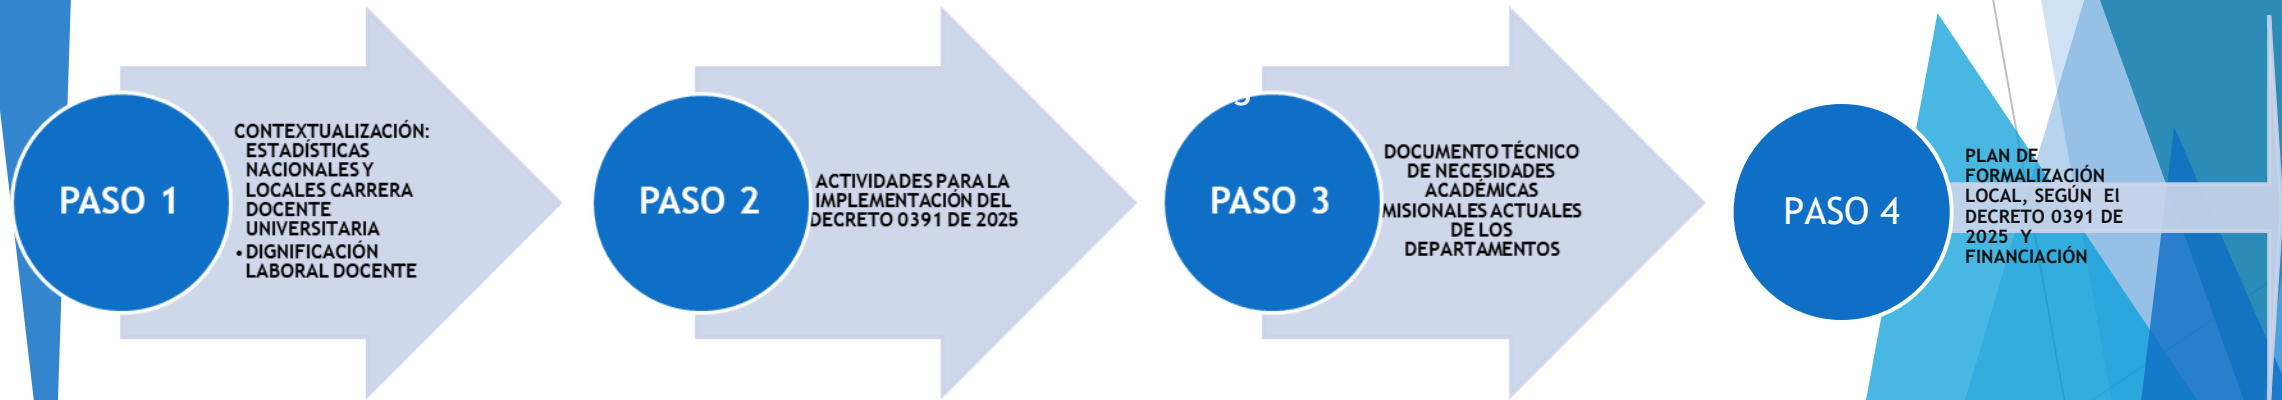 PASO 1
CONTEXTUALIZACIÓN:
ESTADÍSTICAS
NACIONALES Y
LOCALES CARRERA
DOCENTE
UNIVERSITARIA
•DIGNIFICACIÓN
LABORAL DOCENTE
PASO 2
ACTIVIDADES PARA LA
IMPLEMENTACIÓN DEL
DECRETO 0391 DE 2025
PASO 3
DOCUMENTO TÉCNICO
DE NECESIDADES
ACADÉMICAS
MISIONALES ACTUALES
DE LOS
DEPARTAMENTOS
PASO 4
PLAN DE
FORMALIZACIÓN
LOCAL, SEGÚN El
DECRETO 0391 DE
2025 Y
FINANCIACIÓN